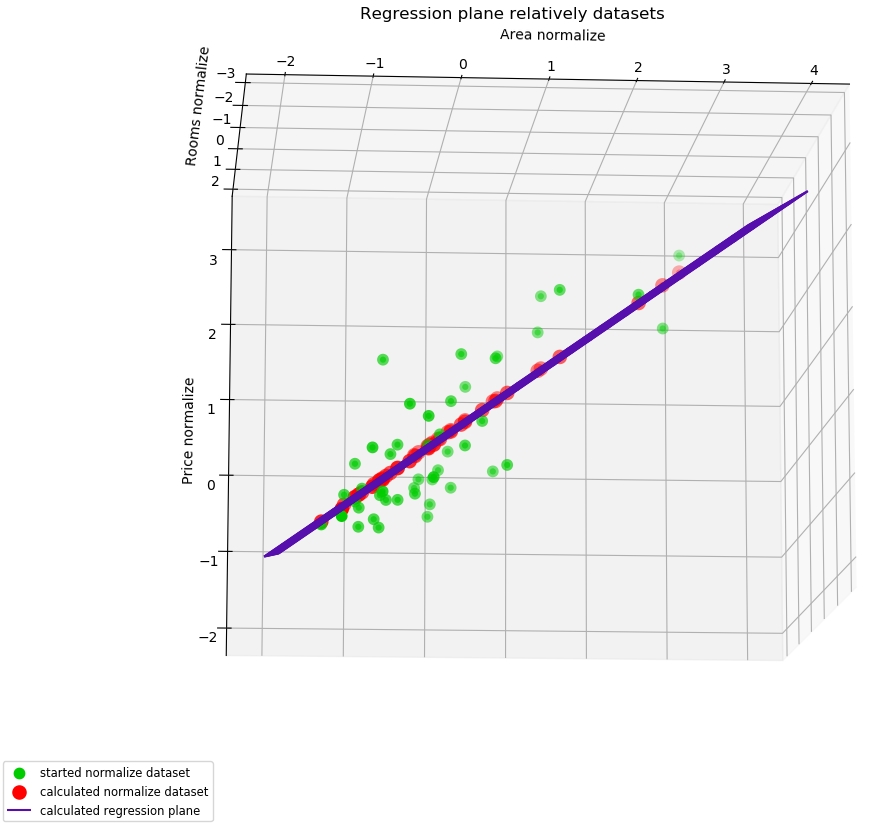 Regression plane relatively datasets
Area normalize
−2 −1 0 1 2 3 4
Rooms normalize
−3
−2
−1
0
1
2
Price normalize
3
2
1
0
−1
−2
started normalize dataset
calculated normalize dataset
calculated regression plane